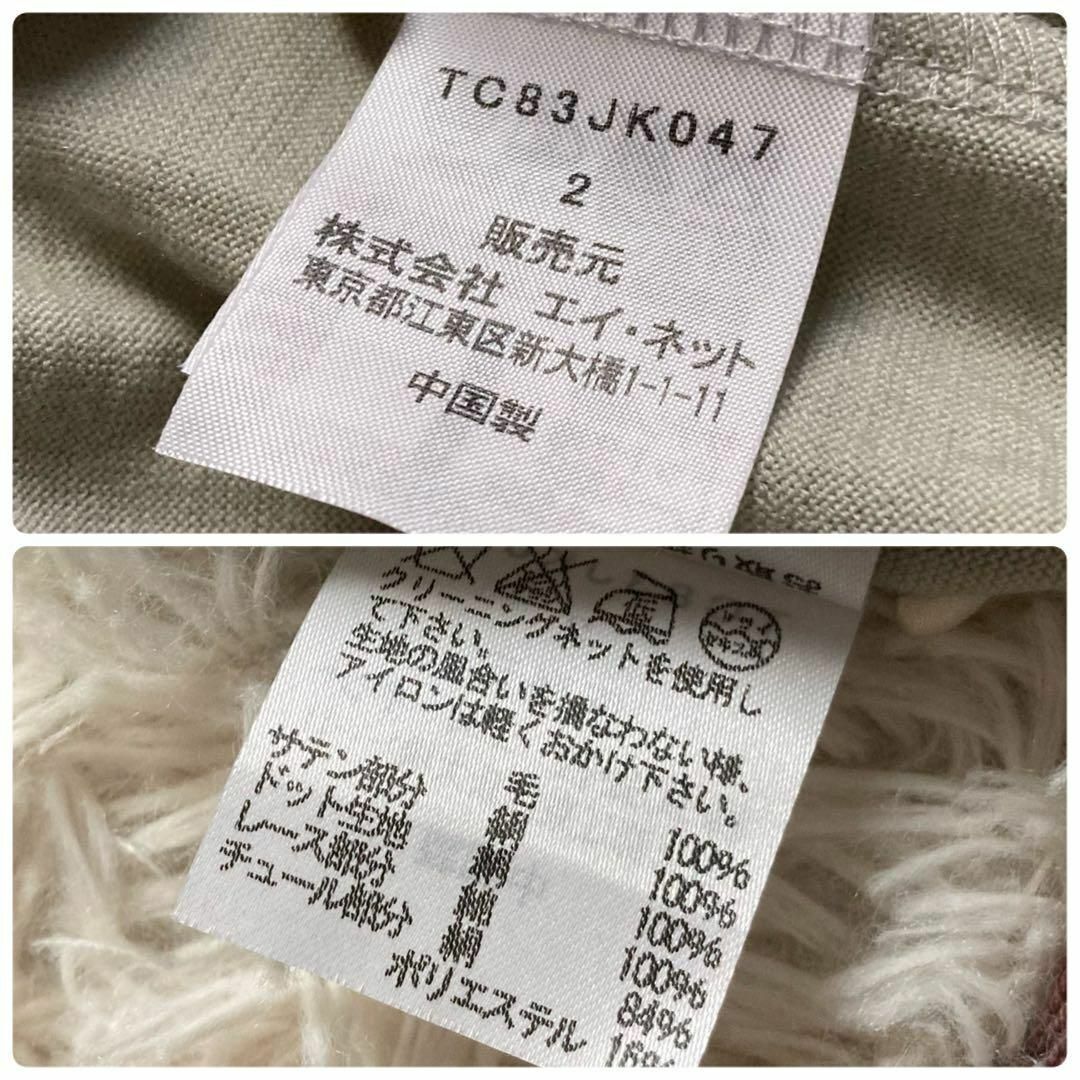 TC83JK047
2
販売元
株式会社 エイ・ネット
東京都江東区新大橋1-1-11
中国製
クリーニングネットを使用し
て下さい。
生地の風合いを損なわない様、
アイロンは軽くおかけ下さい。
毛 100%
サテン部分 絹 100%
ドット生地 100%
レース部分 100%
チュール部分 84%
ポリエステル 16%